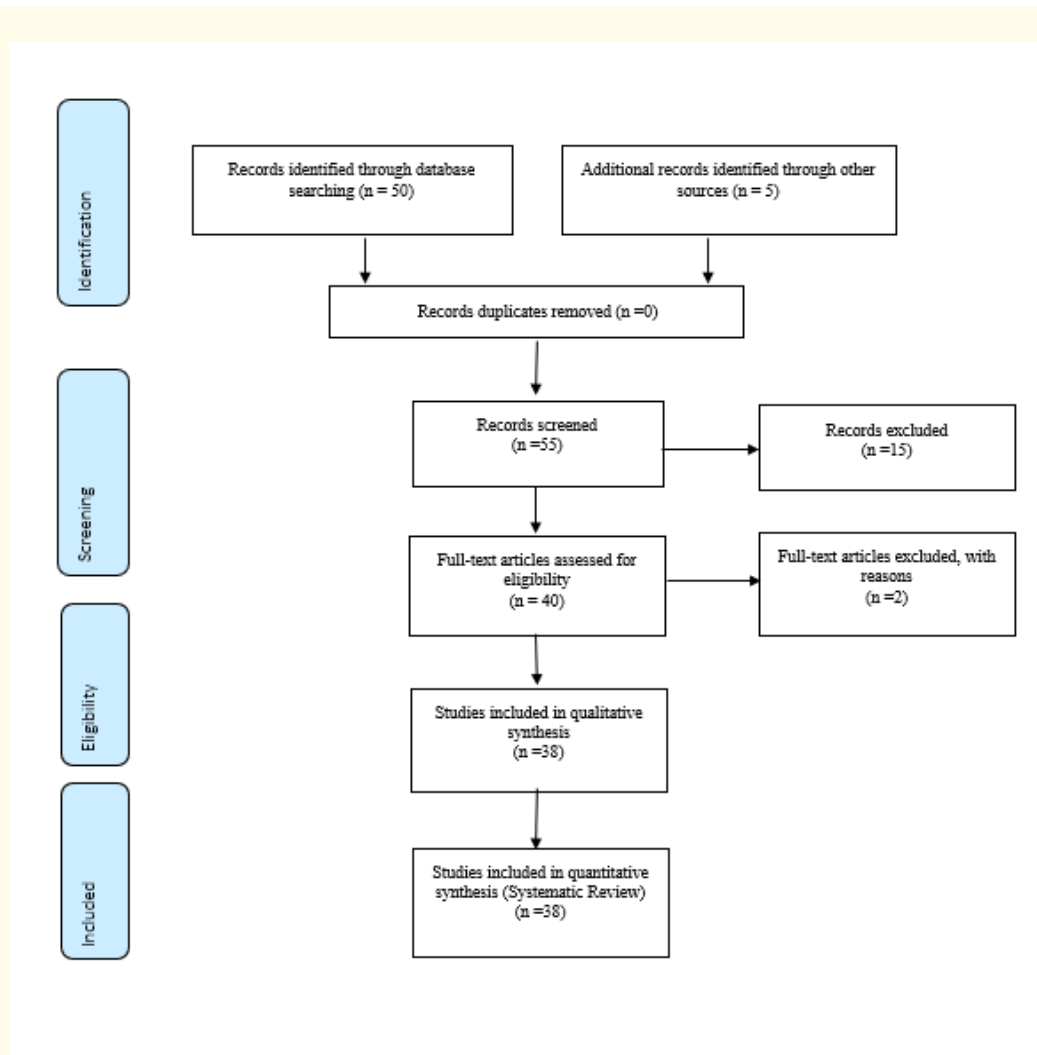 Identification
Records identified through database
searching (n = 50)
Additional records identified through other
sources (n = 5)
Records duplicates removed (n =0)
Screening
Records screened
(n =55)
Records excluded
(n =15)
Full-text articles assessed for
eligibility
(n = 40)
Full-text articles excluded, with
reasons
(n =2)
Eligibility
Studies included in qualitative
synthesis
(n =38)
Included
Studies included in quantitative
synthesis (Systematic Review)
(n =38)